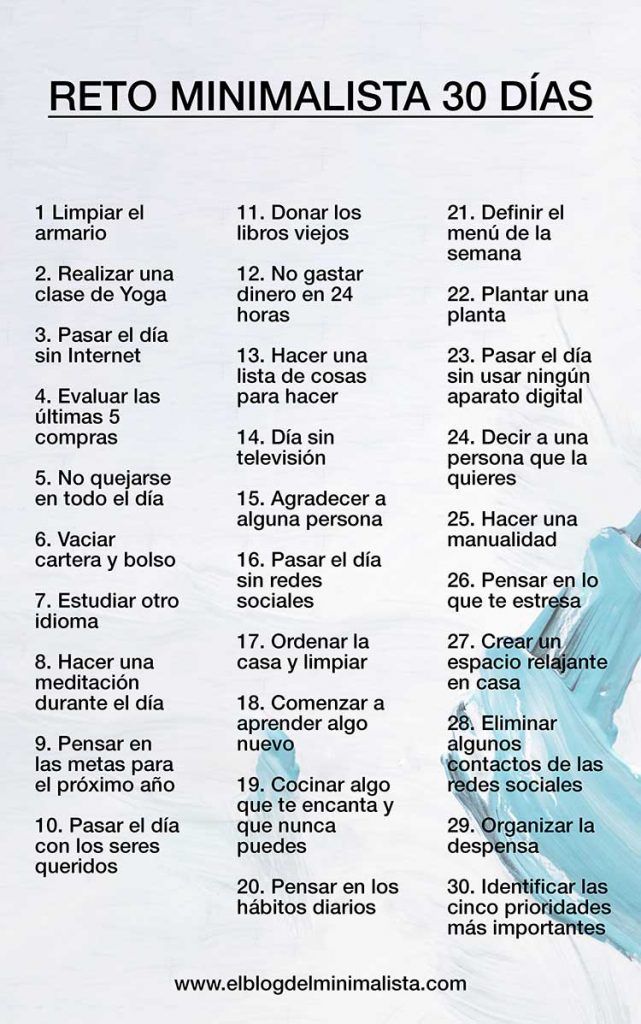 RETO MINIMALISTA 30 DÍAS
1 Limpiar el
armario
2. Realizar una
clase de Yoga
3. Pasar el día
sin Internet
4. Evaluar las
últimas 5
compras
5. No quejarse
en todo el día
6. Vaciar
cartera y bolso
7. Estudiar otro
idioma
8. Hacer una
meditación
durante el día
9. Pensar en
las metas para
el próximo año
10. Pasar el día
con los seres
queridos
11. Donar los
libros viejos
12. No gastar
dinero en 24
horas
13. Hacer una
lista de cosas
para hacer
14. Día sin
televisión
15. Agradecer a
alguna persona
16. Pasar el día
sin redes
sociales
17. Ordenar la
casa y limpiar
18. Comenzar a
aprender algo
nuevo
19. Cocinar algo
que te encanta y
que nunca
puedes
20. Pensar en los
hábitos diarios
21. Definir el
menú de la
semana
22. Plantar una
planta
23. Pasar el día
sin usar ningún
aparato digital
24. Decir a una
persona que la
quieres
25. Hacer una
manualidad
26. Pensar en lo
que te estresa
27. Crear un
espacio relajante
en casa
28. Eliminar
algunos
contactos de las
redes sociales
29. Organizar la
despensa
30. Identificar las
cinco prioridades
más importantes
www.elblogdelminimalista.com